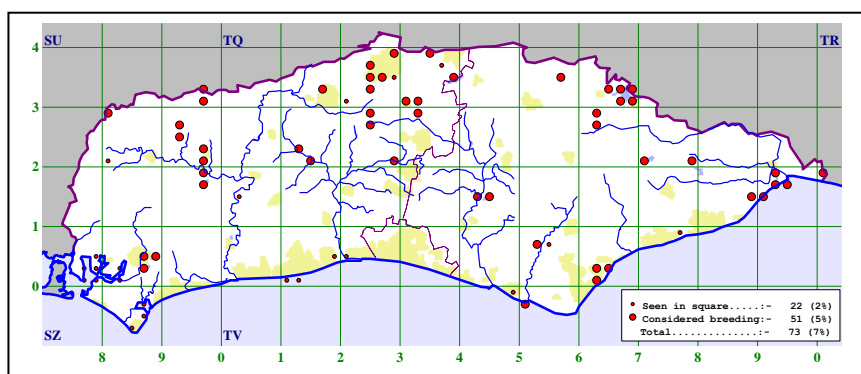 SU TQ TR
4
3
2
1
0
Seen in square.....:- 22 (2%)
Considered breeding:- 51 (5%)
Total..............:- 73 (7%)
SZ TV
8 9 0 1 2 3 4 5 6 7 8 9 0